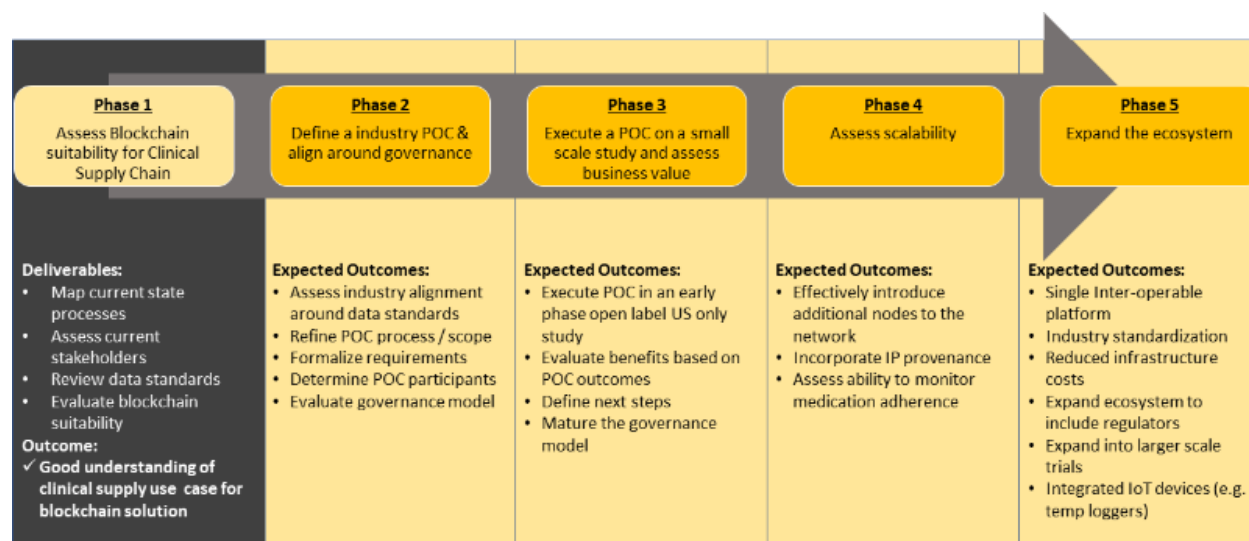 Phase 1
Assess Blockchain
suitability for Clinical
Supply Chain
Phase 2
Define a industry POC &
align around governance
Phase 3
Execute a POC on a small
scale study and assess
business value
Phase 4
Assess scalability
Phase 5
Expand the ecosystem
Deliverables:
• Map current state
processes
• Assess current
stakeholders
• Review data standards
• Evaluate blockchain
suitability
Outcome:
✓ Good understanding of
clinical supply use case for
blockchain solution
Expected Outcomes:
• Assess industry alignment
around data standards
• Refine POC process / scope
• Formalize requirements
• Determine POC participants
• Evaluate governance model
Expected Outcomes:
• Execute POC in an early
phase open label US only
study
• Evaluate benefits based on
POC outcomes
• Define next steps
• Mature the governance
model
Expected Outcomes:
• Effectively introduce
additional nodes to the
network
• Incorporate IP provenance
• Assess ability to monitor
medication adherence
Expected Outcomes:
• Single Inter-operable
platform
• Industry standardization
• Reduced infrastructure
costs
• Expand ecosystem to
include regulators
• Expand into larger scale
trials
• Integrated IoT devices (e.g.
temp loggers)